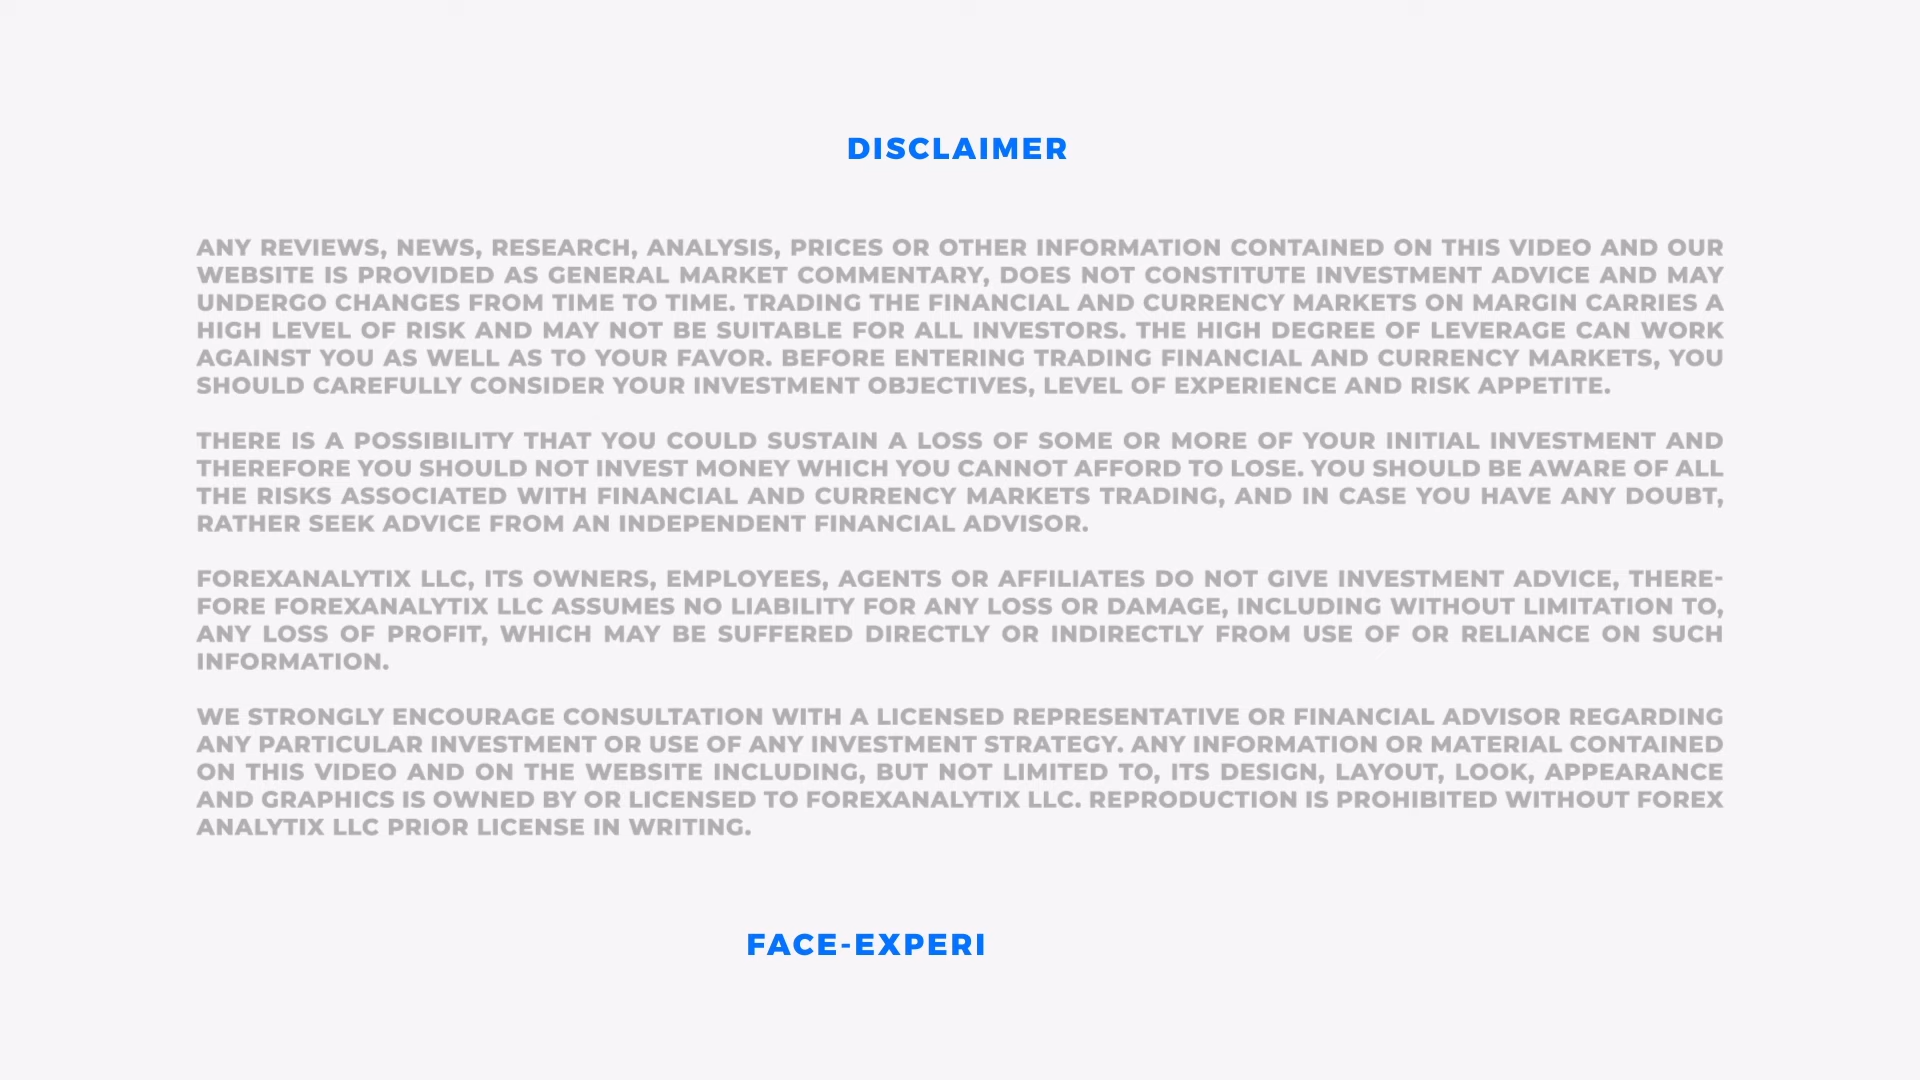 DISCLAIMER
ANY REVIEWS, NEWS, RESEARCH, ANALYSIS, PRICES OR OTHER INFORMATION CONTAINED ON THIS VIDEO AND OUR
WEBSITE IS PROVIDED AS GENERAL MARKET COMMENTARY, DOES NOT CONSTITUTE INVESTMENT ADVICE AND MAY
UNDERGO CHANGES FROM TIME TO TIME. TRADING THE FINANCIAL AND CURRENCY MARKETS ON MARGIN CARRIES A
HIGH LEVEL OF RISK AND MAY NOT BE SUITABLE FOR ALL INVESTORS. THE HIGH DEGREE OF LEVERAGE CAN WORK
AGAINST YOU AS WELL AS TO YOUR FAVOR. BEFORE ENTERING TRADING FINANCIAL AND CURRENCY MARKETS, YOU
SHOULD CAREFULLY CONSIDER YOUR INVESTMENT OBJECTIVES, LEVEL OF EXPERIENCE AND RISK APPETITE.
THERE IS A POSSIBILITY THAT YOU COULD SUSTAIN A LOSS OF SOME OR MORE OF YOUR INITIAL INVESTMENT AND
THEREFORE YOU SHOULD NOT INVEST MONEY WHICH YOU CANNOT AFFORD TO LOSE. YOU SHOULD BE AWARE OF ALL
THE RISKS ASSOCIATED WITH FINANCIAL AND CURRENCY MARKETS TRADING, AND IN CASE YOU HAVE ANY DOUBT,
RATHER SEEK ADVICE FROM AN INDEPENDENT FINANCIAL ADVISOR.
FOREXANALYTIX LLC, ITS OWNERS, EMPLOYEES, AGENTS OR AFFILIATES DO NOT GIVE INVESTMENT ADVICE, THERE-
FORE FOREXANALYTIX LLC ASSUMES NO LIABILITY FOR ANY LOSS OR DAMAGE, INCLUDING WITHOUT LIMITATION TO,
ANY LOSS OF PROFIT, WHICH MAY BE SUFFERED DIRECTLY OR INDIRECTLY FROM USE OF OR RELIANCE ON SUCH
INFORMATION.
WE STRONGLY ENCOURAGE CONSULTATION WITH A LICENSED REPRESENTATIVE OR FINANCIAL ADVISOR REGARDING
ANY PARTICULAR INVESTMENT OR USE OF ANY INVESTMENT STRATEGY. ANY INFORMATION OR MATERIAL CONTAINED
ON THIS VIDEO AND ON THE WEBSITE INCLUDING, BUT NOT LIMITED TO, ITS DESIGN, LAYOUT, LOOK, APPEARANCE
AND GRAPHICS IS OWNED BY OR LICENSED TO FOREXANALYTIX LLC. REPRODUCTION IS PROHIBITED WITHOUT FOREX
ANALYTIX LLC PRIOR LICENSE IN WRITING.
FACE-EXPERI